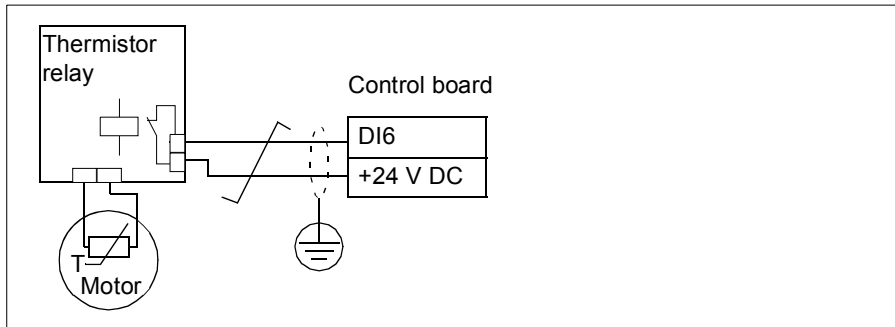 Thermistor
relay
Control board
DI6
+24 V DC
T
Motor